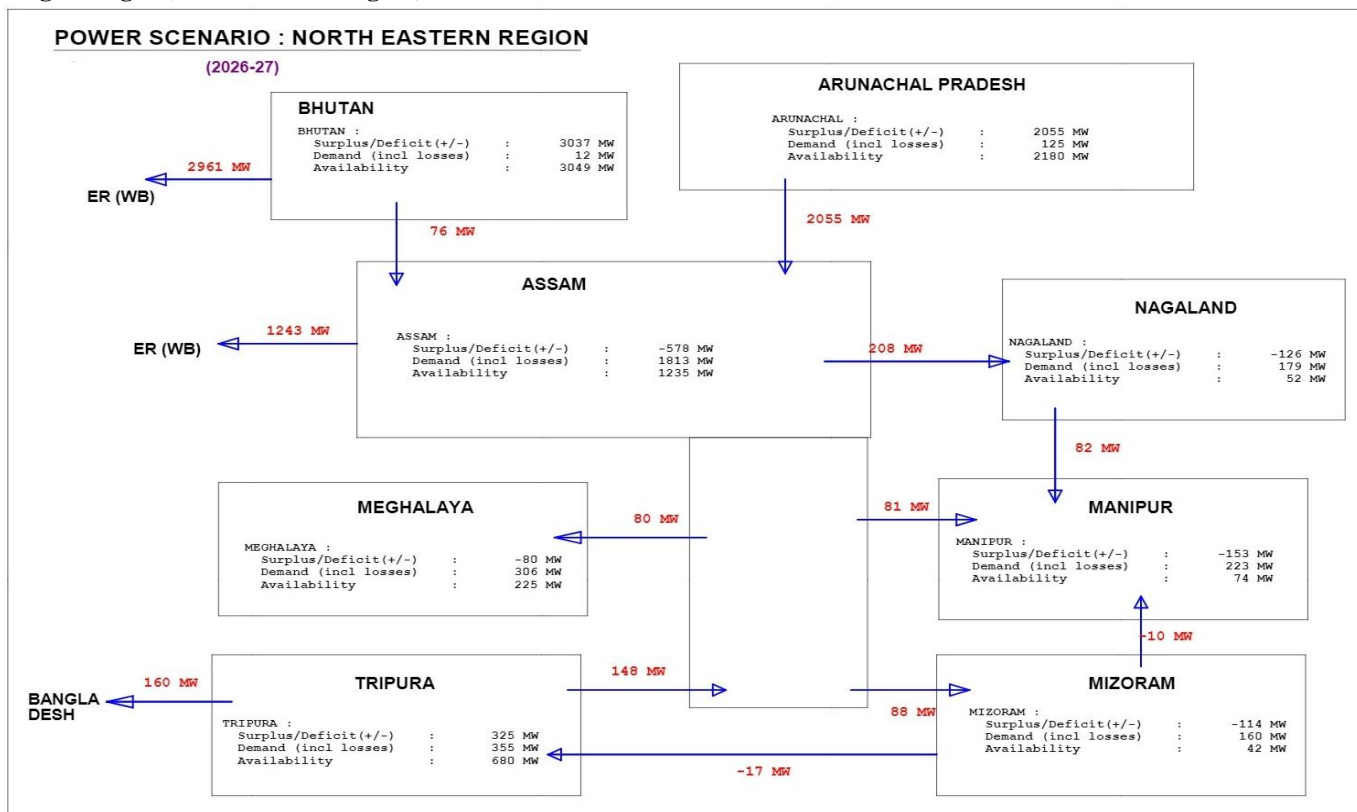 POWER SCENARIO : NORTH EASTERN REGION
(2026-27)
BHUTAN
BHUTAN :
Surplus/Deficit(+/-) : 3037 MW
Demand (incl losses) : 12 MW
Availability : 3049 MW
ARUNACHAL PRADESH
ARUNACHAL :
Surplus/Deficit(+/-) : 2055 MW
Demand (incl losses) : 125 MW
Availability : 2180 MW
2961 MW
ER (WB)
76 MW
2055 MW
ASSAM
ASSAM :
Surplus/Deficit(+/-) : -578 MW
Demand (incl losses) : 1813 MW
Availability : 1235 MW
1243 MW
ER (WB)
208 MW
NAGALAND
NAGALAND :
Surplus/Deficit(+/-) : -126 MW
Demand (incl losses) : 179 MW
Availability : 52 MW
82 MW
MEGHALAYA
MEGHALAYA :
Surplus/Deficit(+/-) : -80 MW
Demand (incl losses) : 306 MW
Availability : 225 MW
80 MW
81 MW
MANIPUR
MANIPUR :
Surplus/Deficit(+/-) : -153 MW
Demand (incl losses) : 223 MW
Availability : 74 MW
-10 MW
160 MW
BANGLA
DESH
TRIPURA
TRIPURA :
Surplus/Deficit(+/-) : 325 MW
Demand (incl losses) : 355 MW
Availability : 680 MW
148 MW
88 MW
MIZORAM
MIZORAM :
Surplus/Deficit(+/-) : -114 MW
Demand (incl losses) : 160 MW
Availability : 42 MW
-17 MW